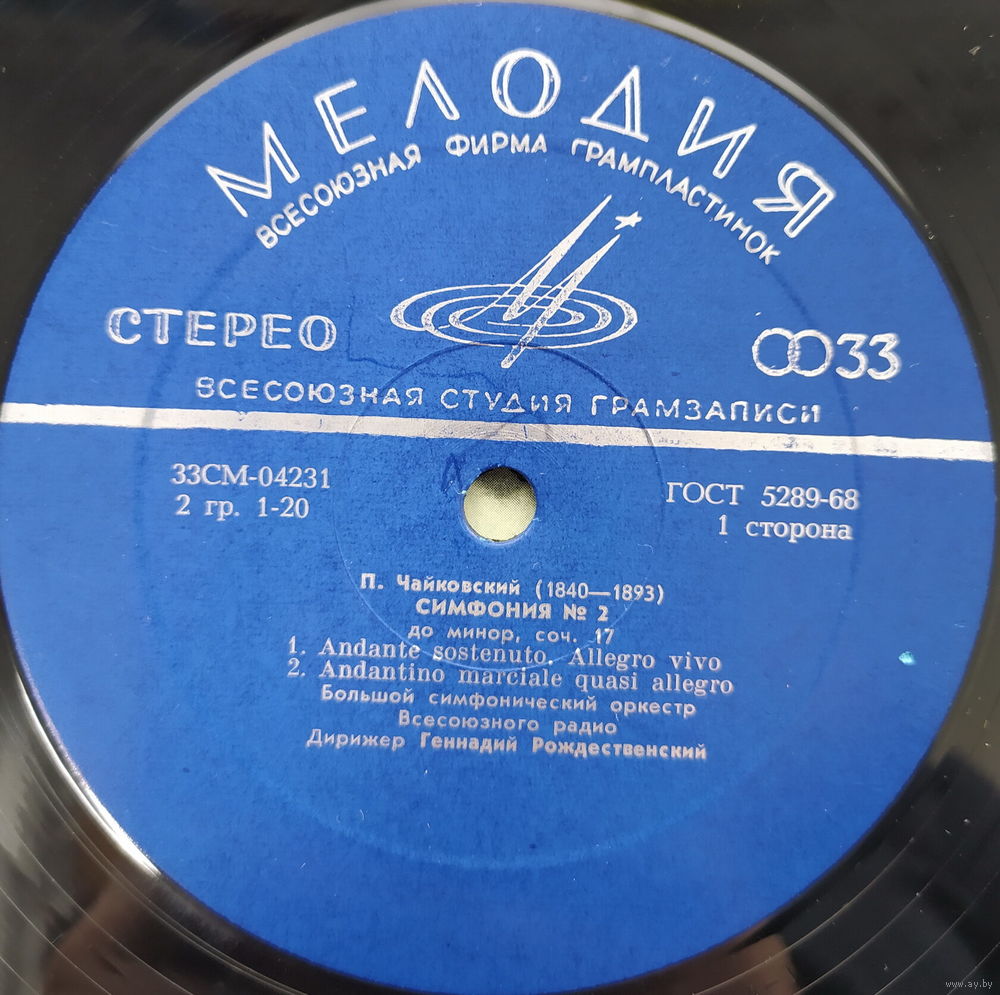 МЕЛОДИЯ
ВСЕСОЮЗНАЯ ФИРМА ГРАМПЛАСТИНОК
СТЕРЕО
33
ВСЕСОЮЗНАЯ СТУДИЯ ГРАМЗАПИСИ
33СМ-04231
2 гр. 1-20
ГОСТ 5289-68
1 сторона
П. Чайковский (1840—1893)
СИМФОНИЯ № 2
до минор, соч. 17
1. Andante sostenuto. Allegro vivo
2. Andantino marciale quasi allegro
Большой симфонический оркестр
Всесоюзного радио
Дирижер Геннадий Рождественский
www.ay.by